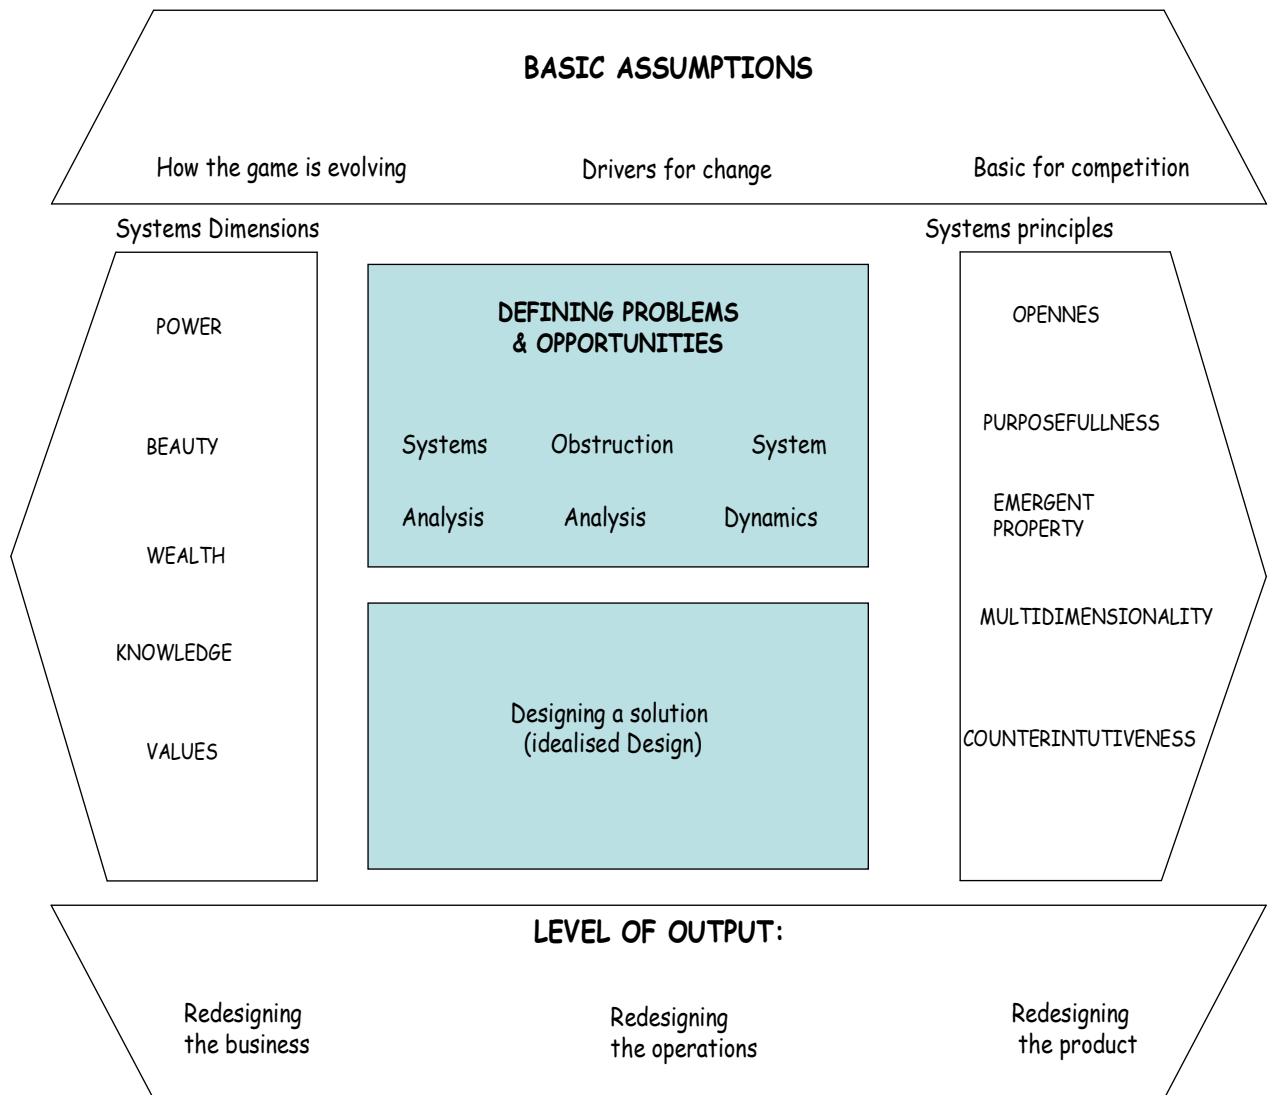 BASIC ASSUMPTIONS
How the game is evolving
Drivers for change
Basic for competition
Systems Dimensions
Systems principles
POWER
BEAUTY
WEALTH
KNOWLEDGE
VALUES
DEFINING PROBLEMS
& OPPORTUNITIES
Systems Obstruction System
Analysis Analysis Dynamics
Designing a solution
(idealised Design)
OPENNES
PURPOSEFULLNESS
EMERGENT
PROPERTY
MULTIDIMENSIONALITY
COUNTERINTUTIVENESS
LEVEL OF OUTPUT:
Redesigning
the business
Redesigning
the operations
Redesigning
the product